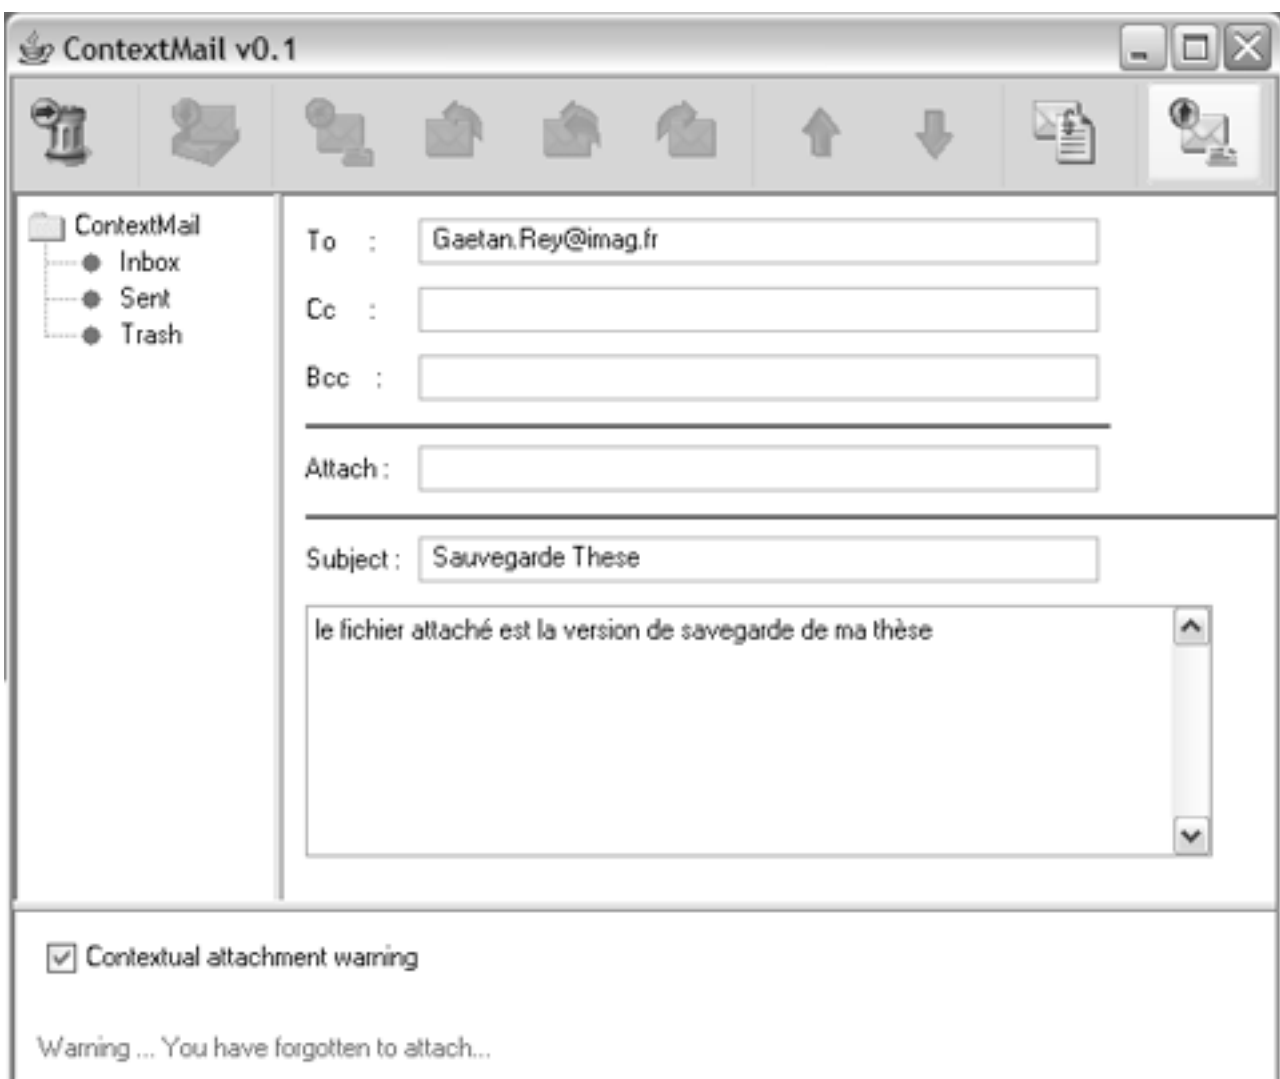 ContextMail v0.1
ContextMail
Inbox
Sent
Trash
To : Gaetan.Rey@imag.fr
Cc :
Bcc :
Attach :
Subject : Sauvegarde These
le fichier attaché est la version de savegarde de ma thèse
Contextual attachment warning
Warning ... You have forgotten to attach...